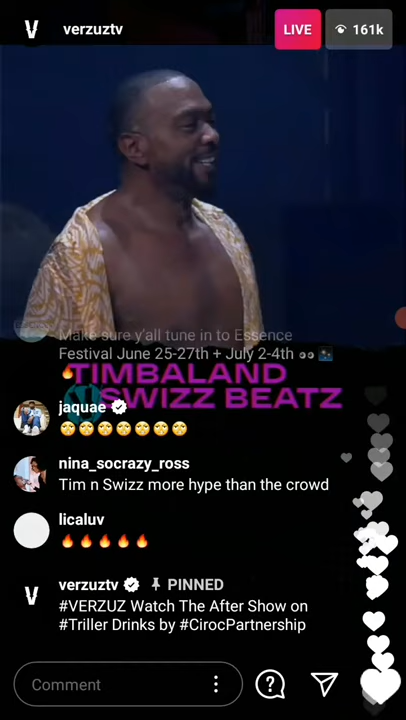 verzuztv
LIVE
161k
Make sure y'all tune in to Essence
Festival June 25-27th + July 2-4th 👀
🔥
TIMBALAND
SWIZZ BEATZ
jaquae
🙄🙄🙄🙄🙄🙄🙄
nina_socrazy_ross
Tim n Swizz more hype than the crowd
licaluv
🔥🔥🔥🔥🔥
verzuztv PINNED
#VERZUZ Watch The After Show on
#Triller Drinks by #CirocPartnership
Comment